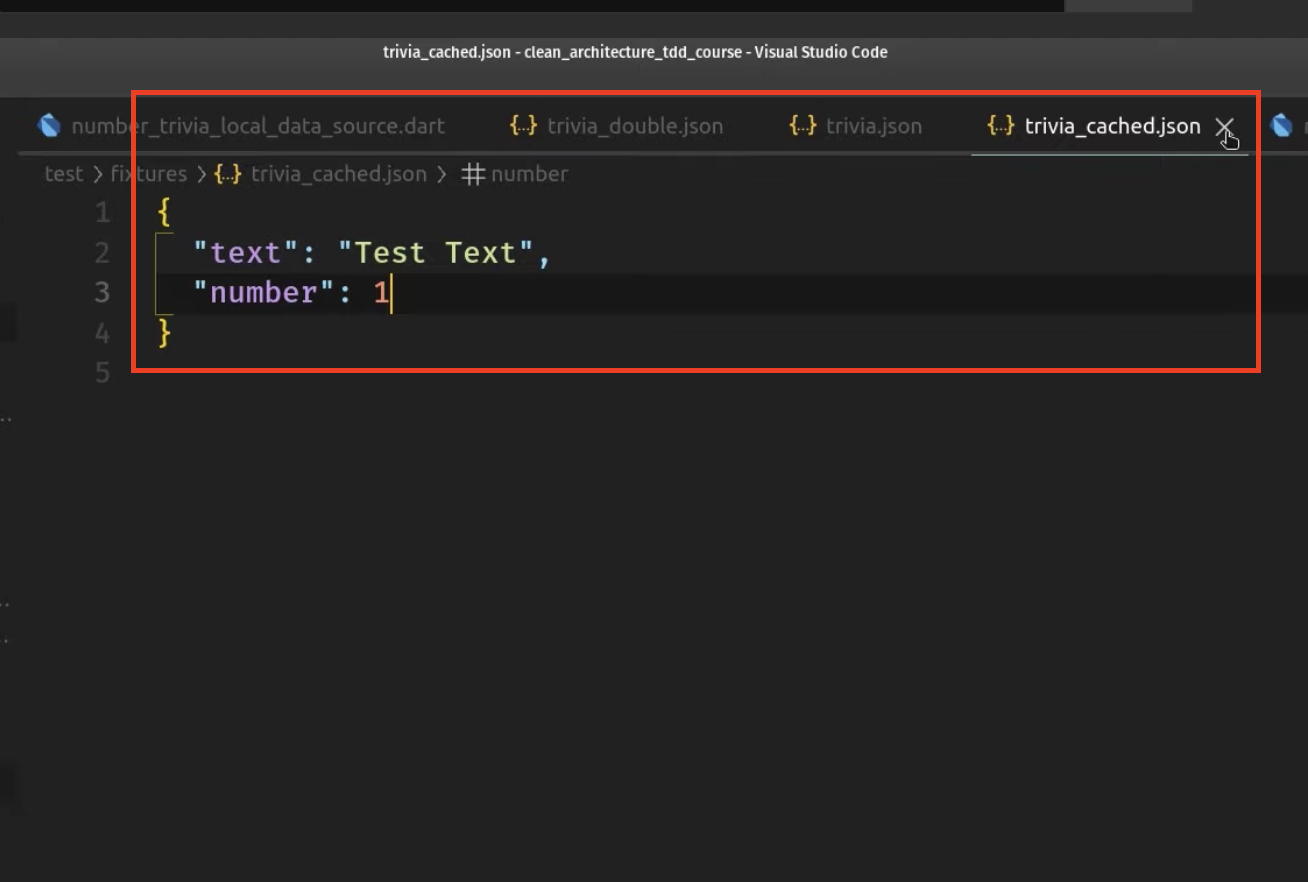 trivia_cached.json - clean_architecture_tdd_course - Visual Studio Code
number_trivia_local_data_source.dart {..} trivia_double.json {..} trivia.json {..} trivia_cached.json
test > fixtures > {..} trivia_cached.json > # number
1 {
2 "text": "Test Text",
3 "number": 1
4 }
5